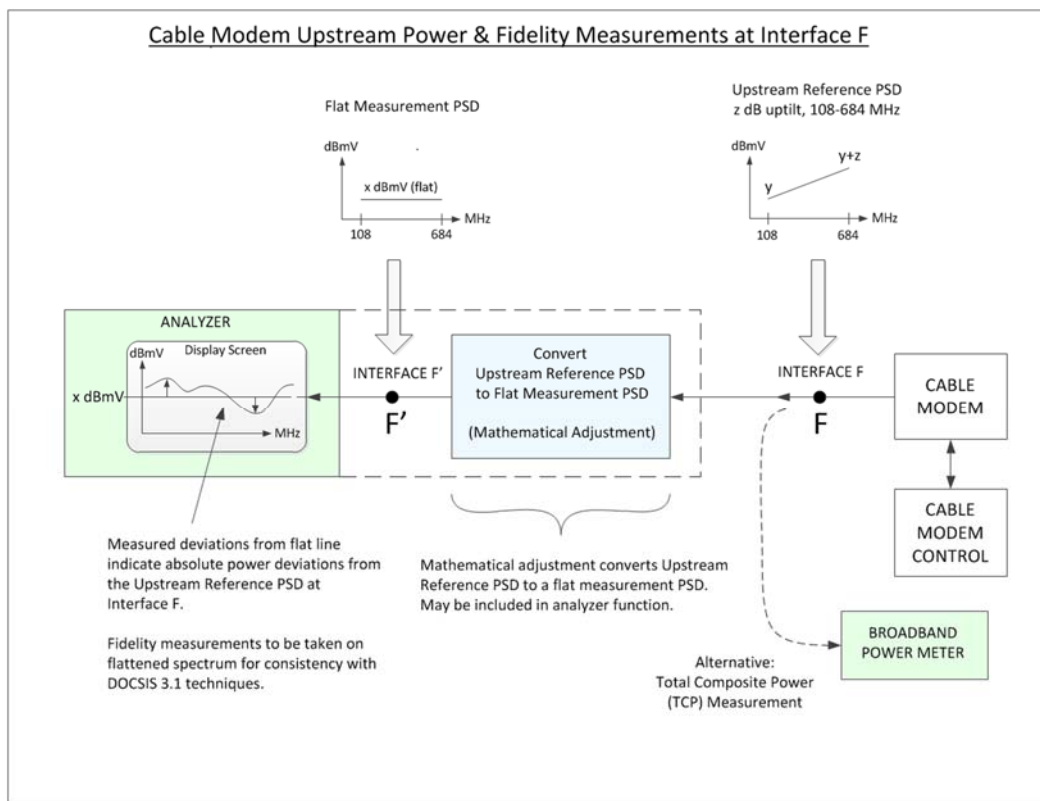 Cable Modem Upstream Power & Fidelity Measurements at Interface F
Flat Measurement PSD
dBmV
x dBmV (flat)
MHz
108
684
Upstream Reference PSD
z dB uptilt, 108-684 MHz
dBmV
y
y+z
MHz
108
684
ANALYZER
Display Screen
dBmV
x dBmV
MHz
INTERFACE F'
F'
Convert
Upstream Reference PSD
to Flat Measurement PSD
(Mathematical Adjustment)
INTERFACE F
F
CABLE
MODEM
CABLE
MODEM
CONTROL
Measured deviations from flat line
indicate absolute power deviations from
the Upstream Reference PSD at
Interface F.
Fidelity measurements to be taken on
flattened spectrum for consistency with
DOCSIS 3.1 techniques.
Mathematical adjustment converts Upstream
Reference PSD to a flat measurement PSD.
May be included in analyzer function.
Alternative:
Total Composite Power
(TCP) Measurement
BROADBAND
POWER METER